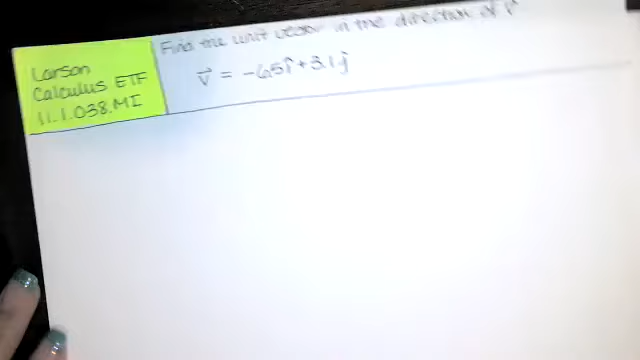 Find the unit vector in the direction of v⃗
Larson
Calculus ETF
11.1.038.MI
v⃗ = -6.5î + 3.1ĵ